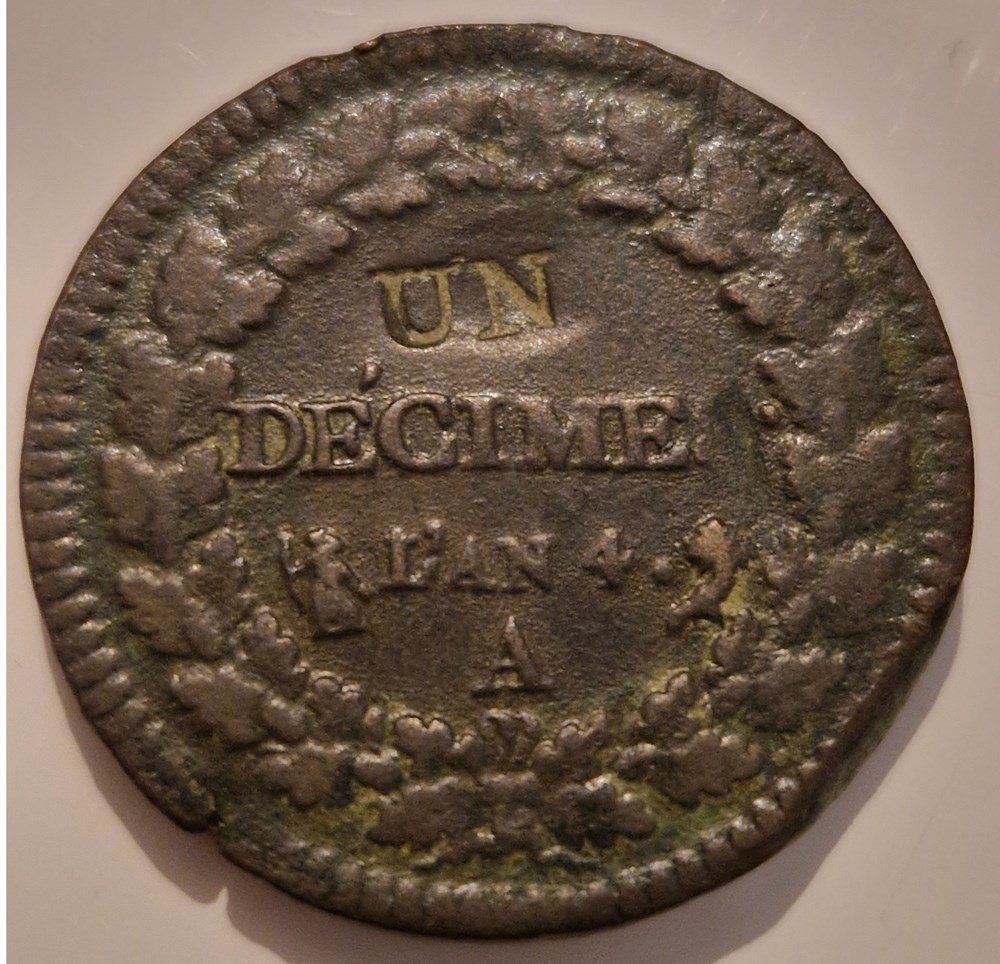 UN
DÉCIME.
L'AN 4.
A